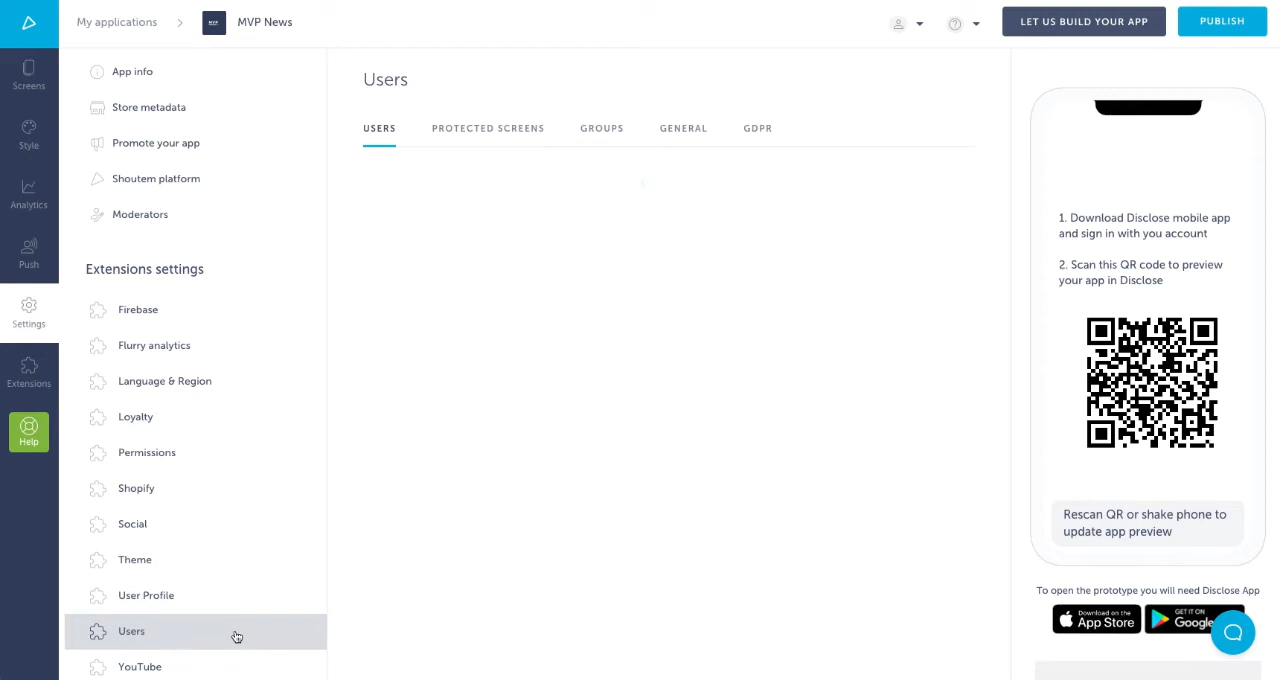 My applications
MVP
MVP News
LET US BUILD YOUR APP
PUBLISH
Screens
Style
Analytics
Push
Settings
Extensions
Help
App info
Store metadata
Promote your app
Shoutem platform
Moderators
Extensions settings
Firebase
Flurry analytics
Language & Region
Loyalty
Permissions
Shopify
Social
Theme
User Profile
Users
YouTube
Users
USERS
PROTECTED SCREENS
GROUPS
GENERAL
GDPR
1. Download Disclose mobile app
and sign in with you account
2. Scan this QR code to preview
your app in Disclose
Rescan QR or shake phone to
update app preview
To open the prototype you will need Disclose App
Download on the
App Store
GET IT ON
Google